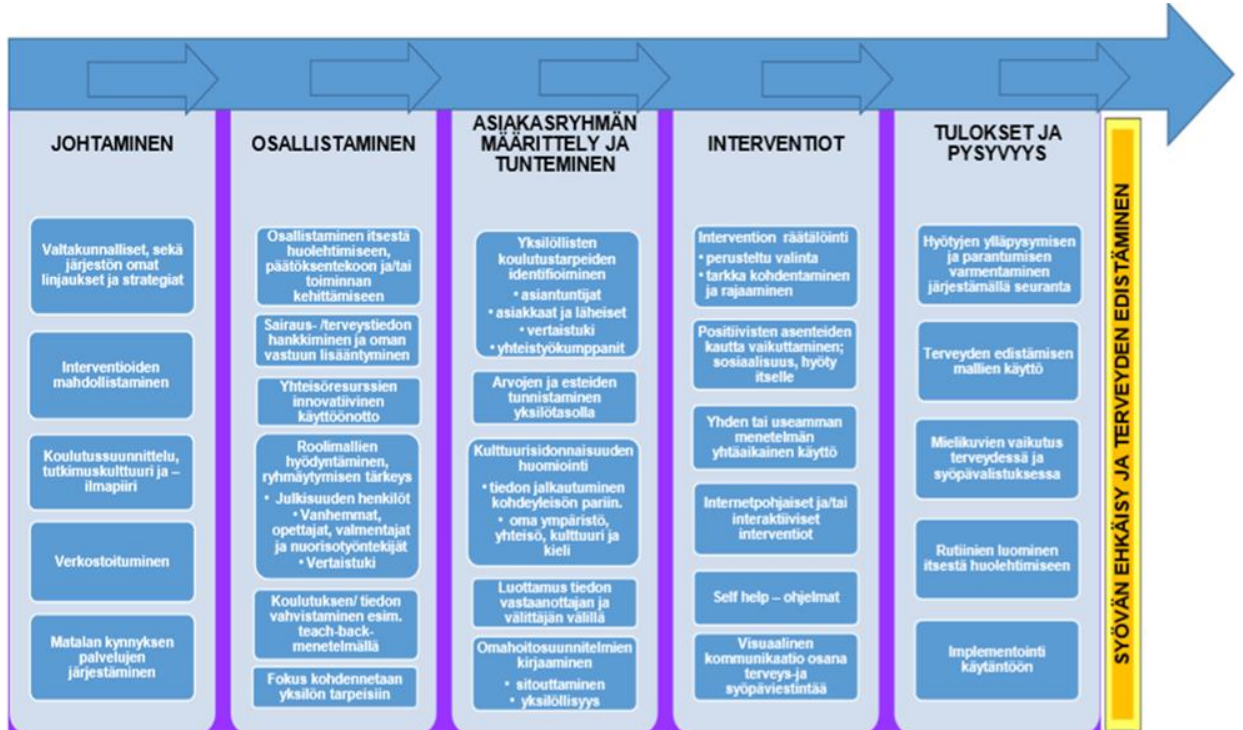 JOHTAMINEN
Valtakunnalliset, sekä
järjestön omat
linjaukset ja strategiat
Interventioiden
mahdollistaminen
Koulutussuunnittelu,
tutkimuskulttuuri ja –
ilmapiiri
Verkostoituminen
Matalan kynnyksen
palvelujen
järjestäminen
OSALLISTAMINEN
Osallistaminen itsestä
huolehtimiseen,
päätöksentekoon ja/tai
toiminnan
kehittämiseen
Sairaus- /terveystiedon
hankkiminen ja oman
vastuun lisääntyminen
Yhteisöresurssien
innovatiivinen
käyttöönotto
Roolimallien
hyödyntäminen,
ryhmäytymisen tärkeys
• Julkisuuden henkilöt
• Vanhemmat,
opettajat, valmentajat
ja nuorisotyöntekijät
• Vertaistuki
Koulutuksen/ tiedon
vahvistaminen esim.
teach-back-
menetelmällä
Fokus kohdennetaan
yksilön tarpeisiin
ASIAKASRYHMÄN
MÄÄRITTELY JA
TUNTEMINEN
Yksilöllisten
koulutustarpeiden
identifioiminen
• asiantuntijat
• asiakkaat ja läheiset
• vertaistuki
• yhteistyökumppanit
Arvojen ja esteiden
tunnistaminen
yksilötasolla
Kulttuurisidonnaisuuden
huomiointi
• tiedon jalkautuminen
kohdeyleisön pariin.
• oma ympäristö,
yhteisö, kulttuuri ja
kieli
Luottamus tiedon
vastaanottajan ja
välittäjän välillä
Omahoitosuunnitelmien
kirjaaminen
• sitouttaminen
• yksilöllisyys
INTERVENTIOT
Intervention räätälöinti
• perusteltu valinta
• tarkka kohdentaminen
ja rajaaminen
Positiivisten asenteiden
kautta vaikuttaminen;
sosiaalisuus, hyöty
itselle
Yhden tai useamman
menetelmän
yhtäaikainen käyttö
Internetpohjaiset ja/tai
interaktiiviset
interventiot
Self help – ohjelmat
Visuaalinen
kommunikaatio osana
terveys-ja
syöpäviestintää
TULOKSET JA
PYSYVYYS
Hyötyjen ylläpysymisen
ja parantumisen
varmentaminen
järjestämällä seuranta
Terveyden edistämisen
mallien käyttö
Mielikuvien vaikutus
terveydessä ja
syöpävalistuksessa
Rutiinien luominen
itsestä huolehtimiseen
Implementointi
käytäntöön
SYÖVÄN EHKÄISY JA TERVEYDEN EDISTÄMINEN